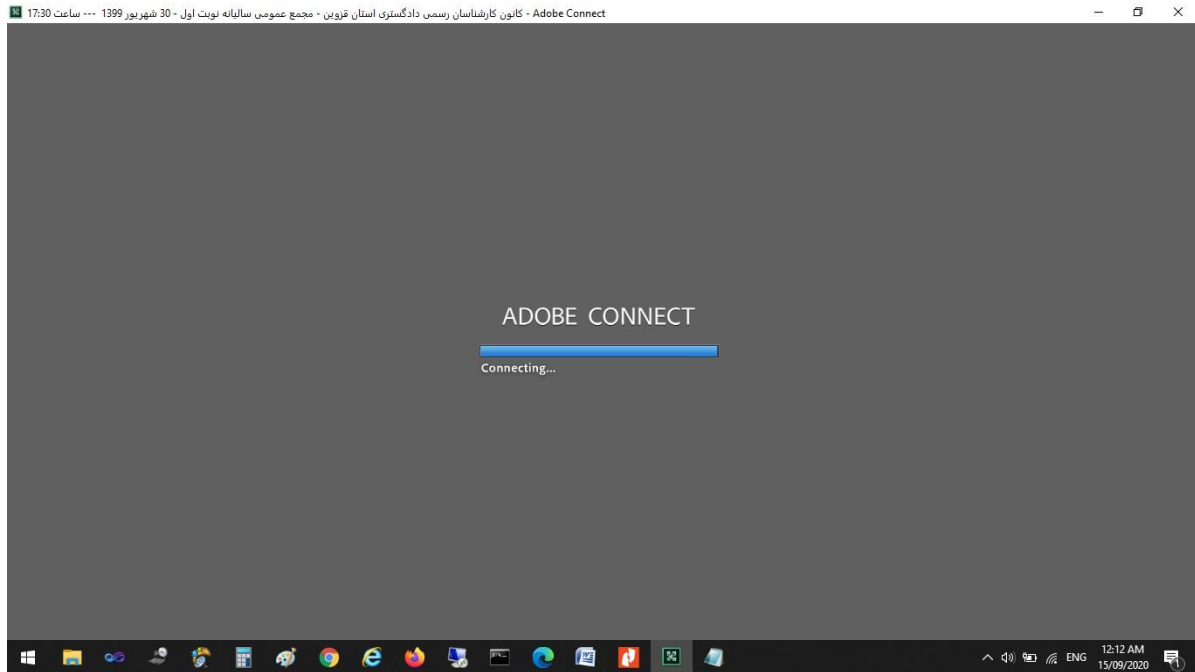 کانون کارشناسان رسمی دادگستری استان قزوین - مجمع عمومی سالیانه نوبت اول - 30 شهریور 1399 --- ساعت 17:30 - Adobe Connect
ADOBE CONNECT
Connecting...
ENG
12:12 AM
15/09/2020
1